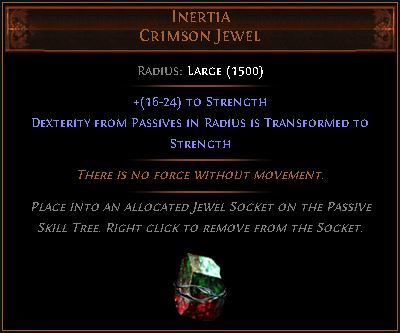 Inertia
Crimson Jewel
Radius: Large (1500)
+(16-24) to Strength
Dexterity from Passives in Radius is Transformed to
Strength
There is no force without movement.
Place into an allocated Jewel Socket on the Passive
Skill Tree. Right click to remove from the Socket.